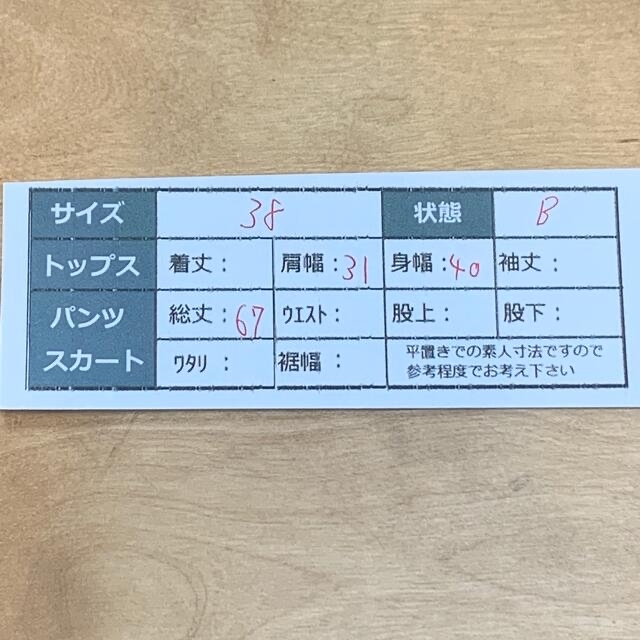 サイズ 38 状態 B
トップス 着丈： 肩幅：31 身幅：40 袖丈：
パンツ 総丈：67 ｳｴｽﾄ： 股上： 股下：
スカート ﾜﾀﾘ： 裾幅： 平置きでの素人寸法ですので
参考程度でお考え下さい